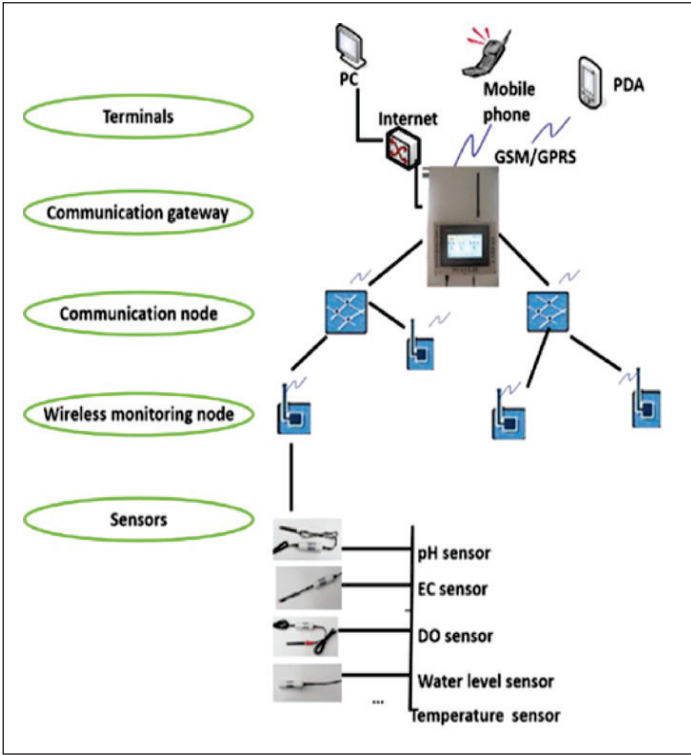 PC
Mobile
phone
PDA
Internet
Terminals
GSM/GPRS
Communication gateway
Communication node
Wireless monitoring node
Sensors
pH sensor
EC sensor
DO sensor
Water level sensor
...
Temperature sensor